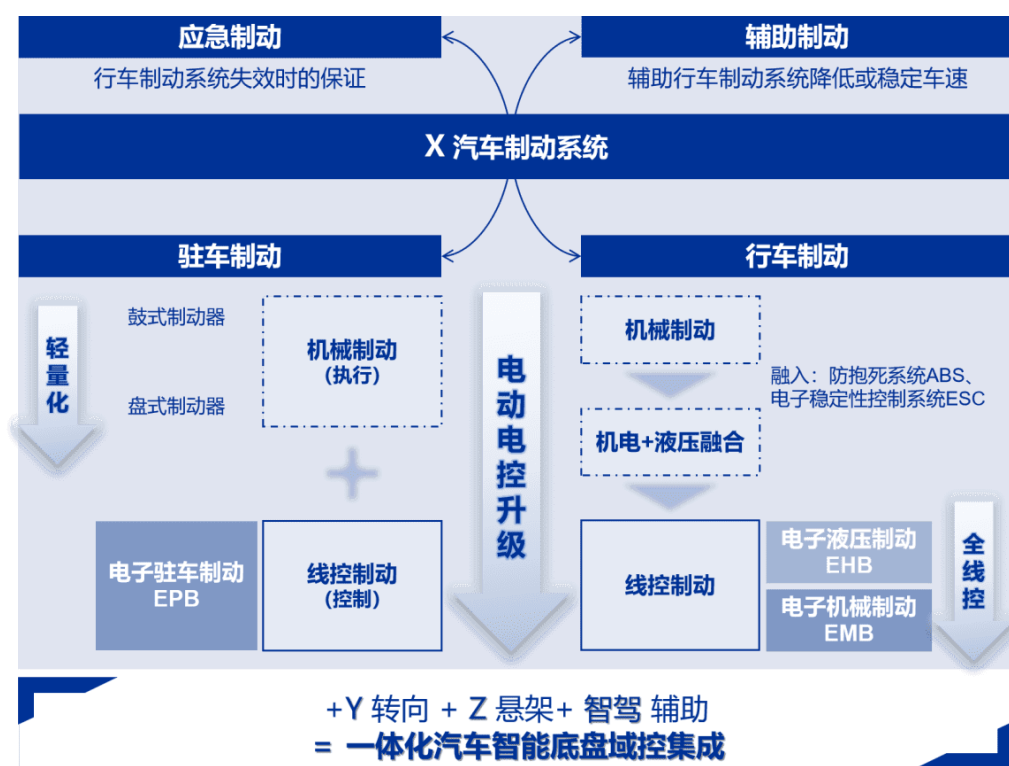 应急制动
行车制动系统失效时的保证
辅助制动
辅助行车制动系统降低或稳定车速
X 汽车制动系统
驻车制动
轻量化
鼓式制动器
盘式制动器
机械制动
(执行)
电子驻车制动
EPB
线控制动
(控制)
电动电控升级
行车制动
机械制动
融入：防抱死系统ABS、
电子稳定性控制系统ESC
机电+液压融合
线控制动
电子液压制动
EHB
电子机械制动
EMB
全线控
+Y 转向 + Z 悬架+ 智驾 辅助
= 一体化汽车智能底盘域控集成